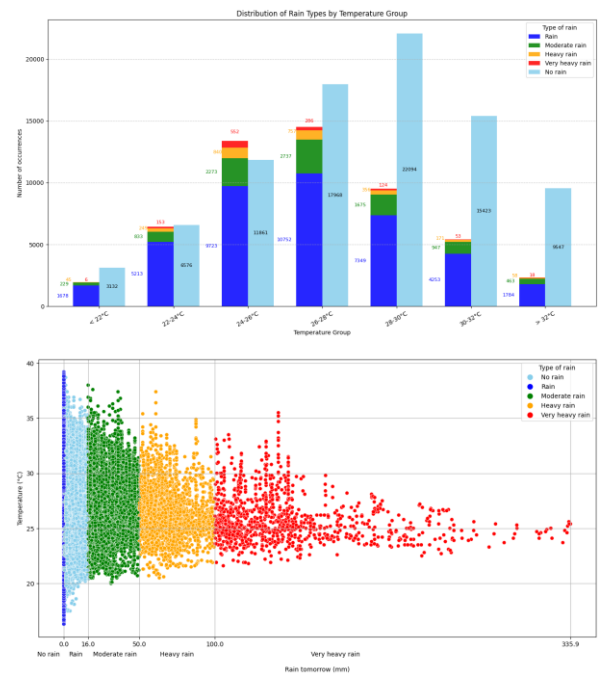 Distribution of Rain Types by Temperature Group
Type of rain
Rain
Moderate rain
Heavy rain
Very heavy rain
No rain
Number of occurrences
20000
15000
10000
5000
0
1678
229
6
3132
5213
833
153
6576
9723
2273
552
11861
10752
2737
286
17968
7349
1675
124
4253
967
53
15423
1784
463
16
9547
< 22°C
22-24°C
24-26°C
26-28°C
28-30°C
30-32°C
> 32°C
Temperature Group
Type of rain
No rain
Rain
Moderate rain
Heavy rain
Very heavy rain
Temperature (°C)
40
35
30
25
20
0.0
16.0
50.0
100.0
335.9
No rain
Rain
Moderate rain
Heavy rain
Very heavy rain
Rain tomorrow (mm)